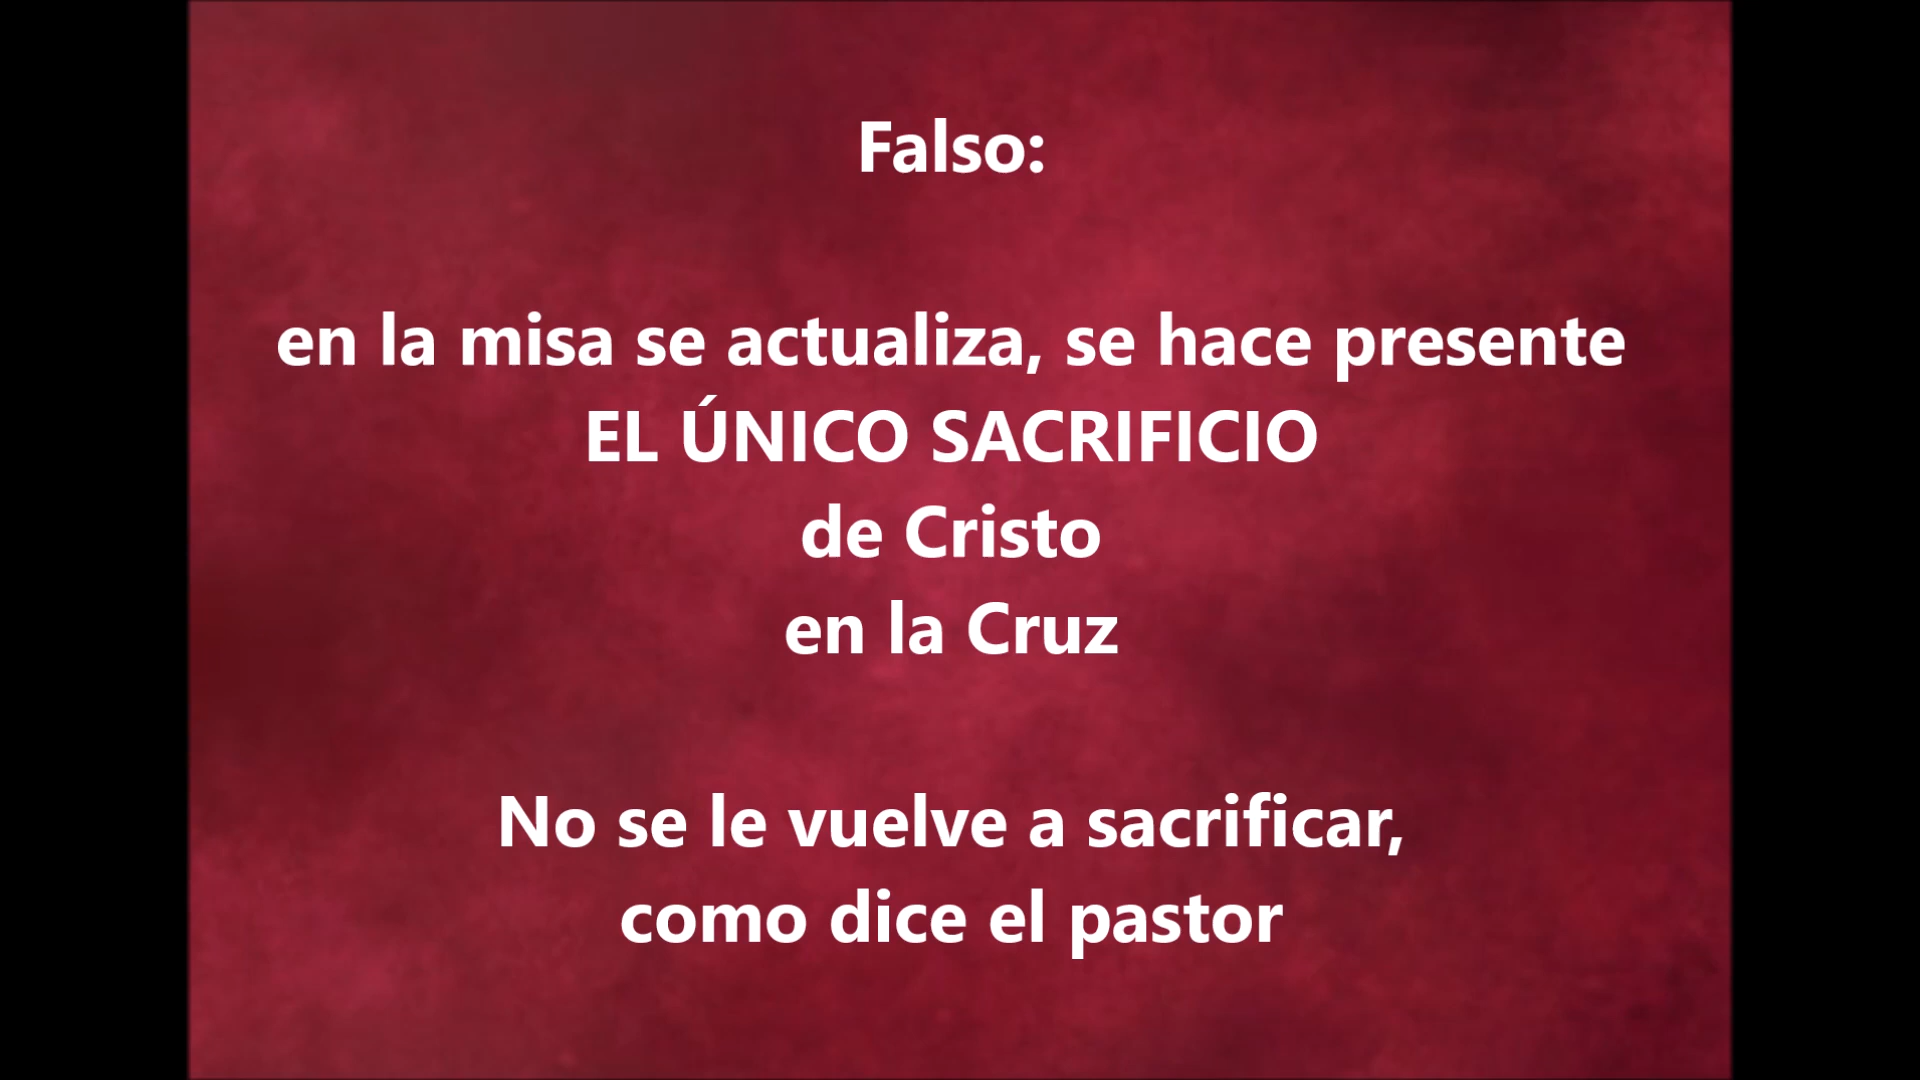 Falso:
en la misa se actualiza, se hace presente
EL ÚNICO SACRIFICIO
de Cristo
en la Cruz
No se le vuelve a sacrificar,
como dice el pastor